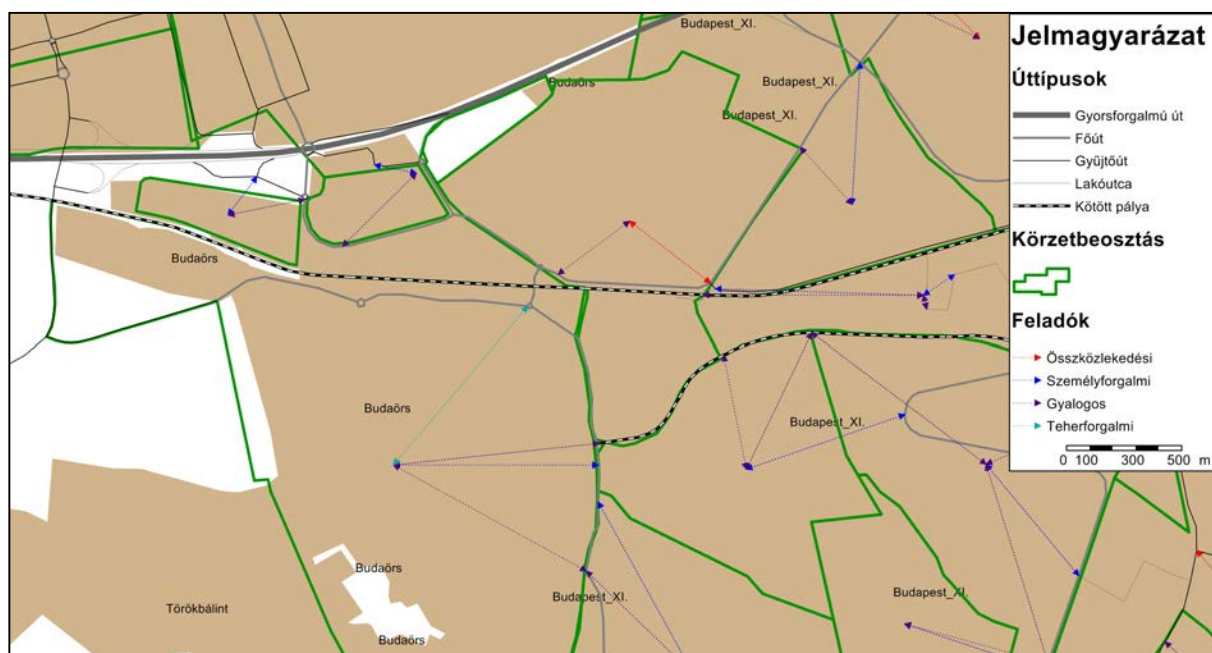 Budapest_XI.
Budaörs
Budapest_XI.
Budapest_XI.
Budaörs
Budaörs
Budapest_XI.
Budaörs
Budapest_XI.
Budapest_XI.
Törökbálint
Budaörs
Jelmagyarázat
Úttípusok
Gyorsforgalmú út
Főút
Gyűjtőút
Lakóutca
Kötött pálya
Körzetbeosztás
Feladók
Összközlekedési
Személyforgalmi
Gyalogos
Teherforgalmi
0 100 300 500 m